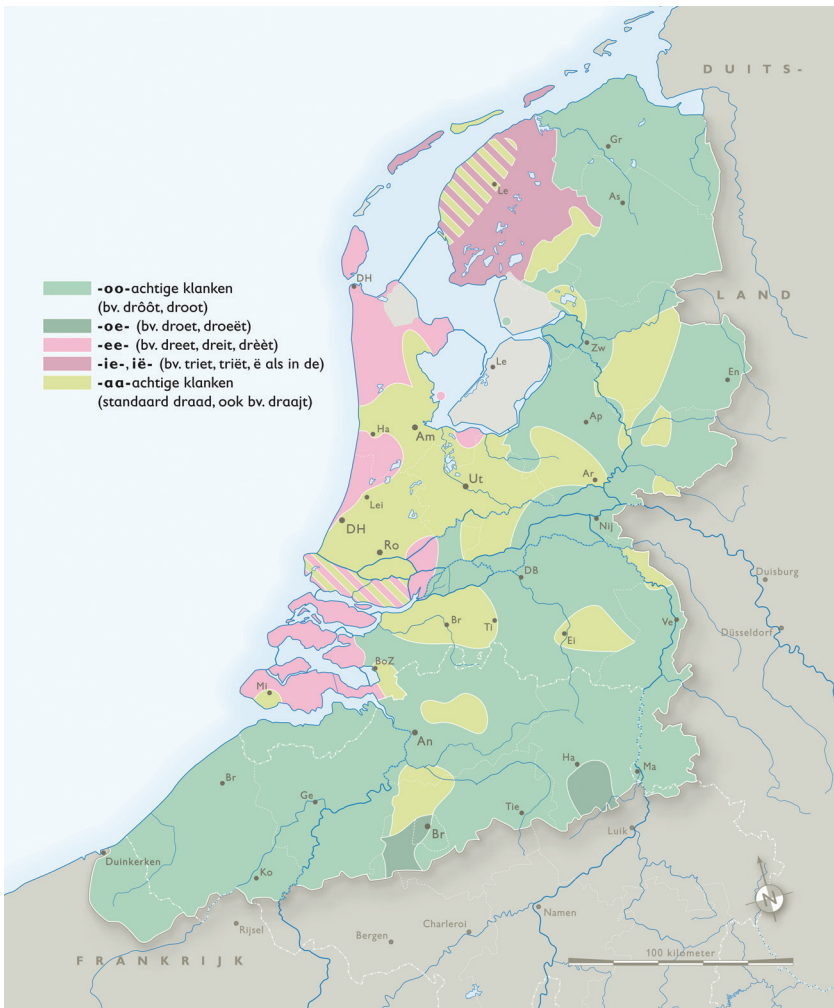 DUITS-
LAND
-oo-achtige klanken
(bv. drôôt, droot)
-oe- (bv. droet, droeët)
-ee- (bv. dreet, dreit, drèèt)
-ie-, ië- (bv. triet, triët, ë als in de)
-aa-achtige klanken
(standaard draad, ook bv. draajt)
Gr
Le
As
DH
Zw
Le
En
Ha
Am
Ap
Ut
Ar
Lei
DH
Ro
Nij
DB
Duisburg
Br
Ti
Ei
Ve
Düsseldorf
BoZ
Mi
An
Br
Ge
Ha
Ma
Tie
Br
Luik
Duinkerken
Ko
Namen
Rijsel
Bergen
Charleroi
N
100 kilometer
FRANKRIJK